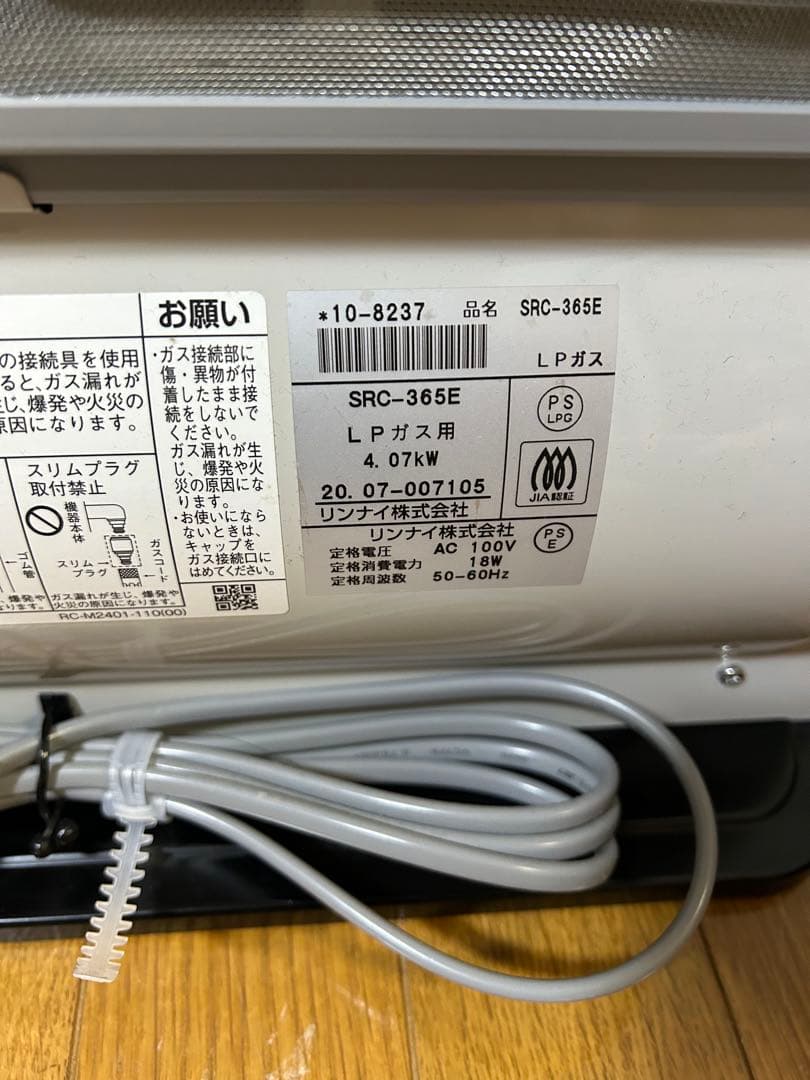 の接続具を使用
ると、ガス漏れが
生じ、爆発や火災の
原因になります。
スリムプラグ
取付禁止
機器本体
ガスコード
スリム
プラグ
ゴム管
ガス漏れが生じ、爆発や
火災の原因になります。
RC-M2401-110(00)
お願い
・ガス接続部に
傷・異物が付
着したまま接
続をしないで
ください。
ガス漏れが生
じ、爆発や火
災の原因にな
ります。
・お使いになら
ないときは、
キャップを
ガス接続口に
はめてください。
*10-8237 品名 SRC-365E
LPガス
SRC-365E
LPガス用
4.07kW
20.07-007105
リンナイ株式会社
PS
LPG
JIA認証
リンナイ株式会社
PS
E
定格電圧 AC 100V
定格消費電力 18W
定格周波数 50-60Hz